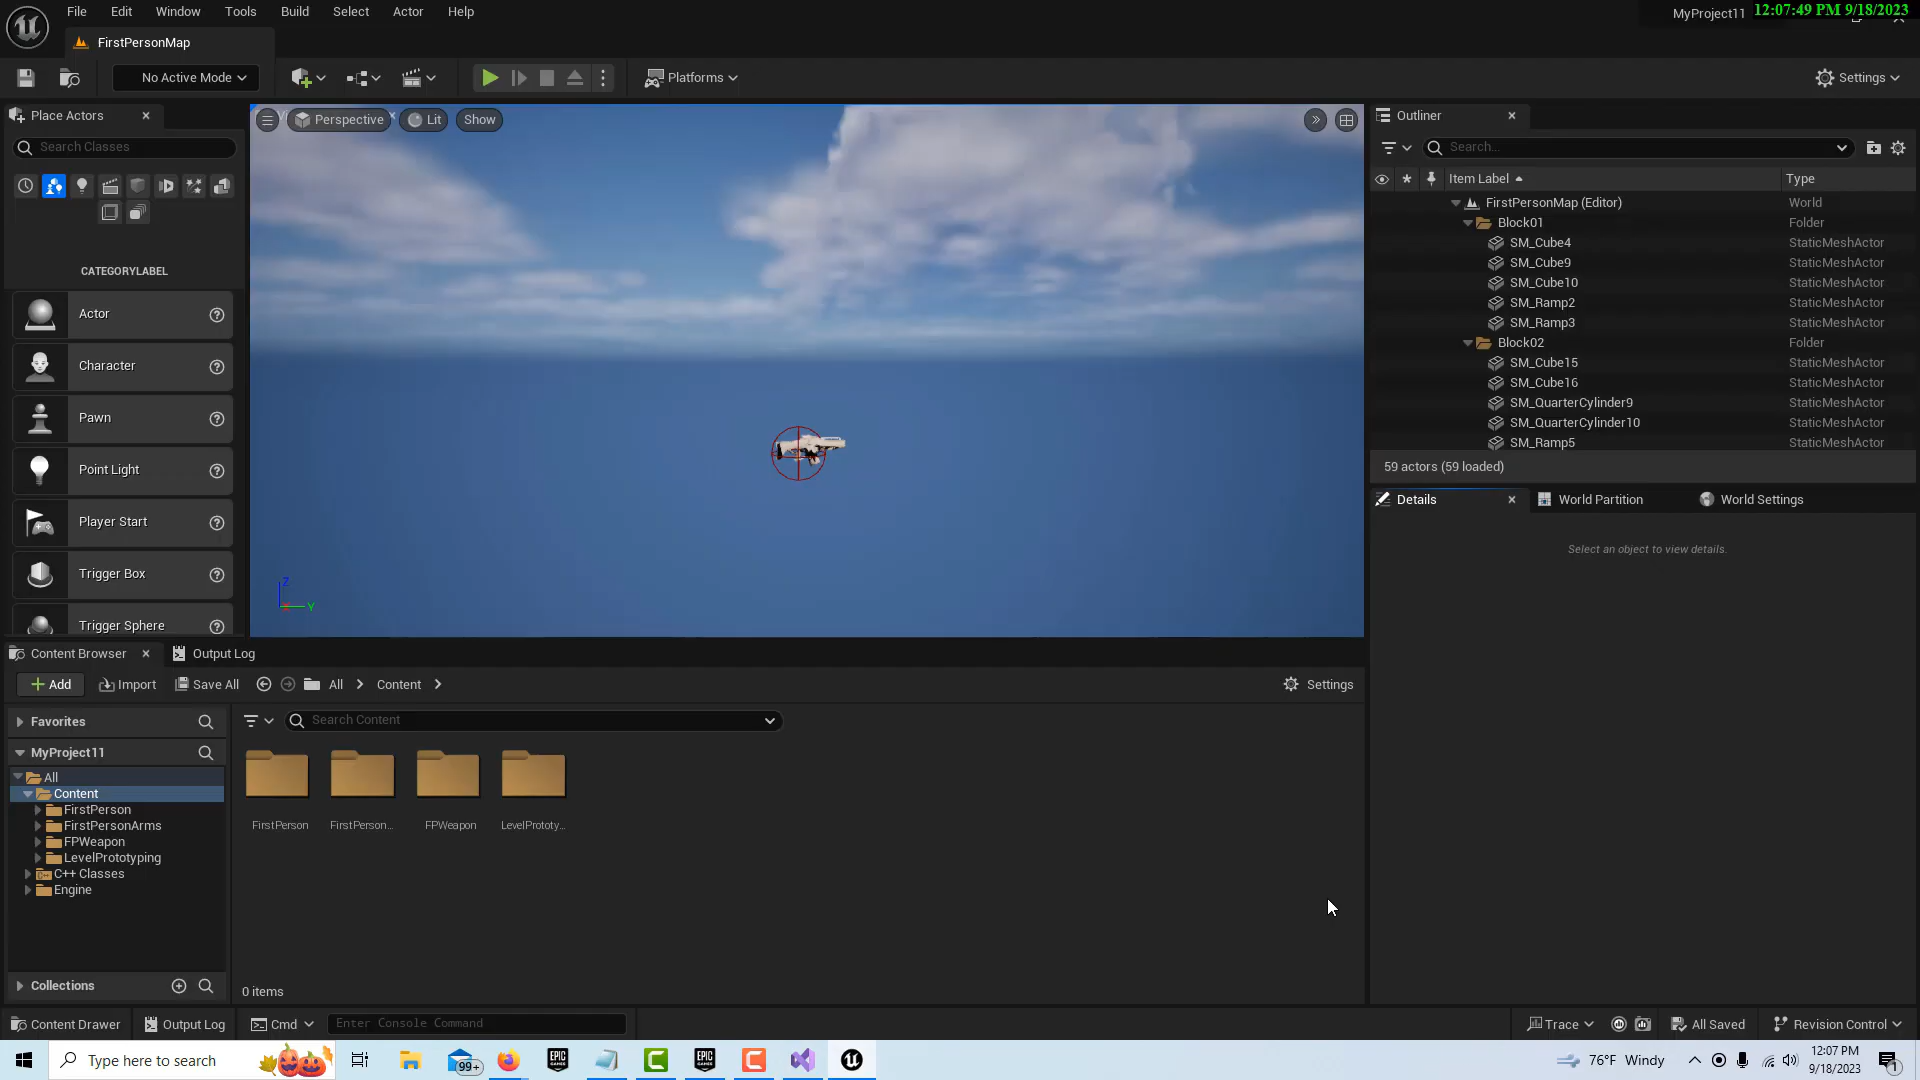 File Edit Window Tools Build Select Actor Help
MyProject11
12:07:49 PM 9/18/2023
FirstPersonMap
No Active Mode
Platforms
Settings
Place Actors
Search Classes
CATEGORYLABEL
Actor
Character
Pawn
Point Light
Player Start
Trigger Box
Trigger Sphere
Perspective
Lit
Show
Z
Y
Outliner
Search...
Item Label
Type
FirstPersonMap (Editor) World
Block01 Folder
SM_Cube4 StaticMeshActor
SM_Cube9 StaticMeshActor
SM_Cube10 StaticMeshActor
SM_Ramp2 StaticMeshActor
SM_Ramp3 StaticMeshActor
Block02 Folder
SM_Cube15 StaticMeshActor
SM_Cube16 StaticMeshActor
SM_QuarterCylinder9 StaticMeshActor
SM_QuarterCylinder10 StaticMeshActor
SM_Ramp5 StaticMeshActor
59 actors (59 loaded)
Details
World Partition
World Settings
Select an object to view details.
Content Browser
Output Log
Add
Import
Save All
All
Content
Settings
Favorites
Search Content
MyProject11
All
Content
FirstPerson
FirstPersonArms
FPWeapon
LevelPrototyping
C++ Classes
Engine
Collections
FirstPerson
FirstPerson...
FPWeapon
LevelPrototy...
0 items
Content Drawer
Output Log
Cmd
Enter Console Command
Trace
All Saved
Revision Control
Type here to search
99+
EPIC GAMES
EPIC GAMES
76°F Windy
12:07 PM
9/18/2023
1